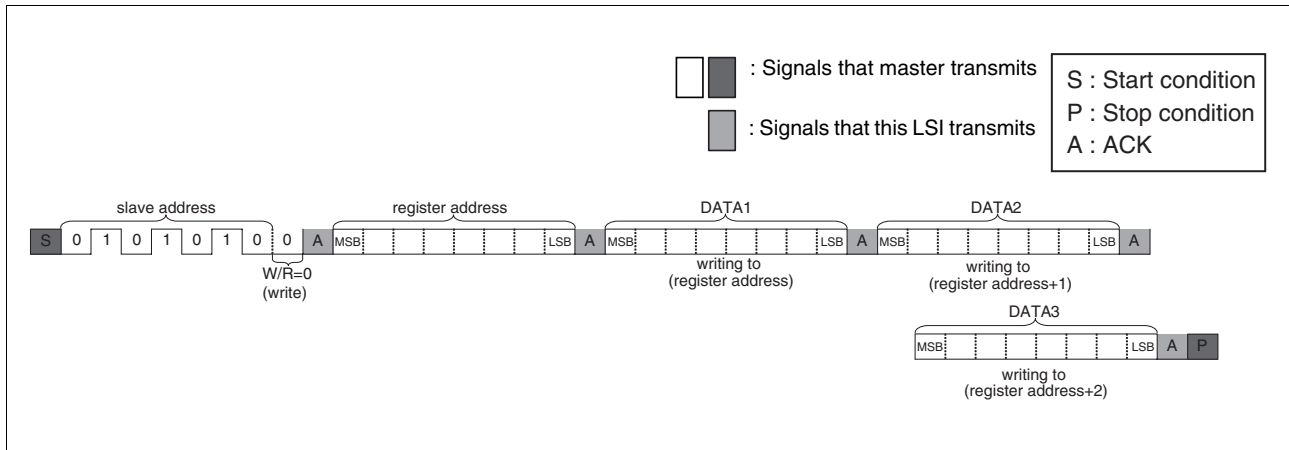 : Signals that master transmits
: Signals that this LSI transmits
S : Start condition
P : Stop condition
A : ACK
slave address register address DATA1 DATA2
S 0 1 0 1 0 1 0 0 A MSB LSB A MSB LSB A MSB LSB A
W/R=0
(write)
writing to
(register address)
writing to
(register address+1)
DATA3
MSB LSB A P
writing to
(register address+2)